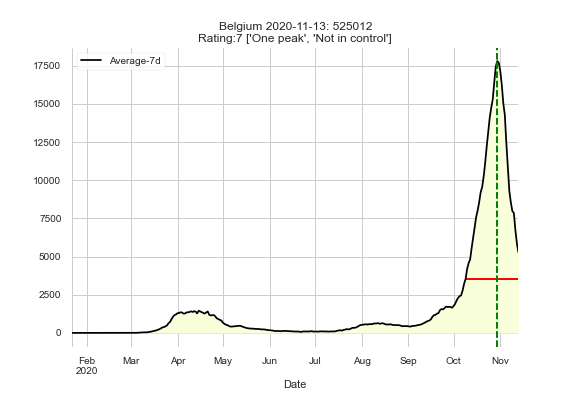 Belgium 2020-11-13: 525012
Rating:7 ['One peak', 'Not in control']
Average-7d
17500
15000
12500
10000
7500
5000
2500
0
Feb Mar Apr May Jun Jul Aug Sep Oct Nov
2020
Date